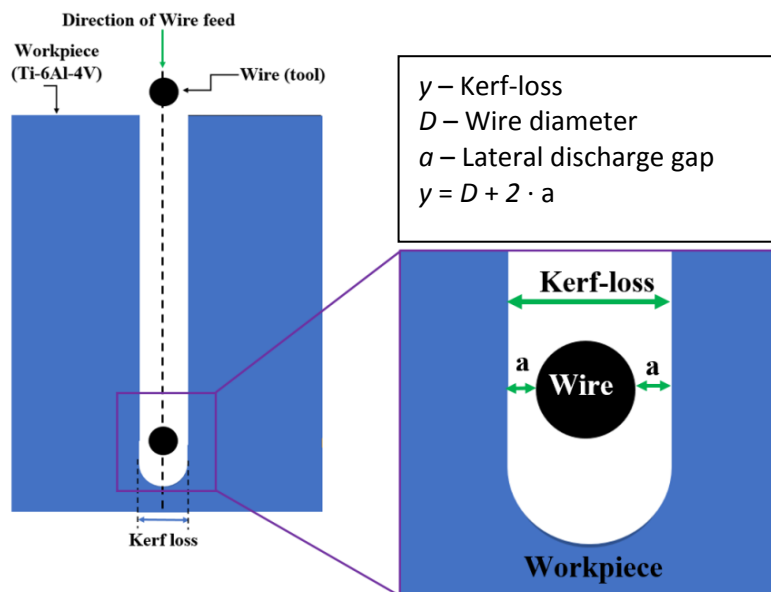 Direction of Wire feed
Workpiece
(Ti-6Al-4V)
Wire (tool)
y – Kerf-loss
D – Wire diameter
a – Lateral discharge gap
y = D + 2 · a
Kerf-loss
a
a
Wire
Kerf loss
Workpiece